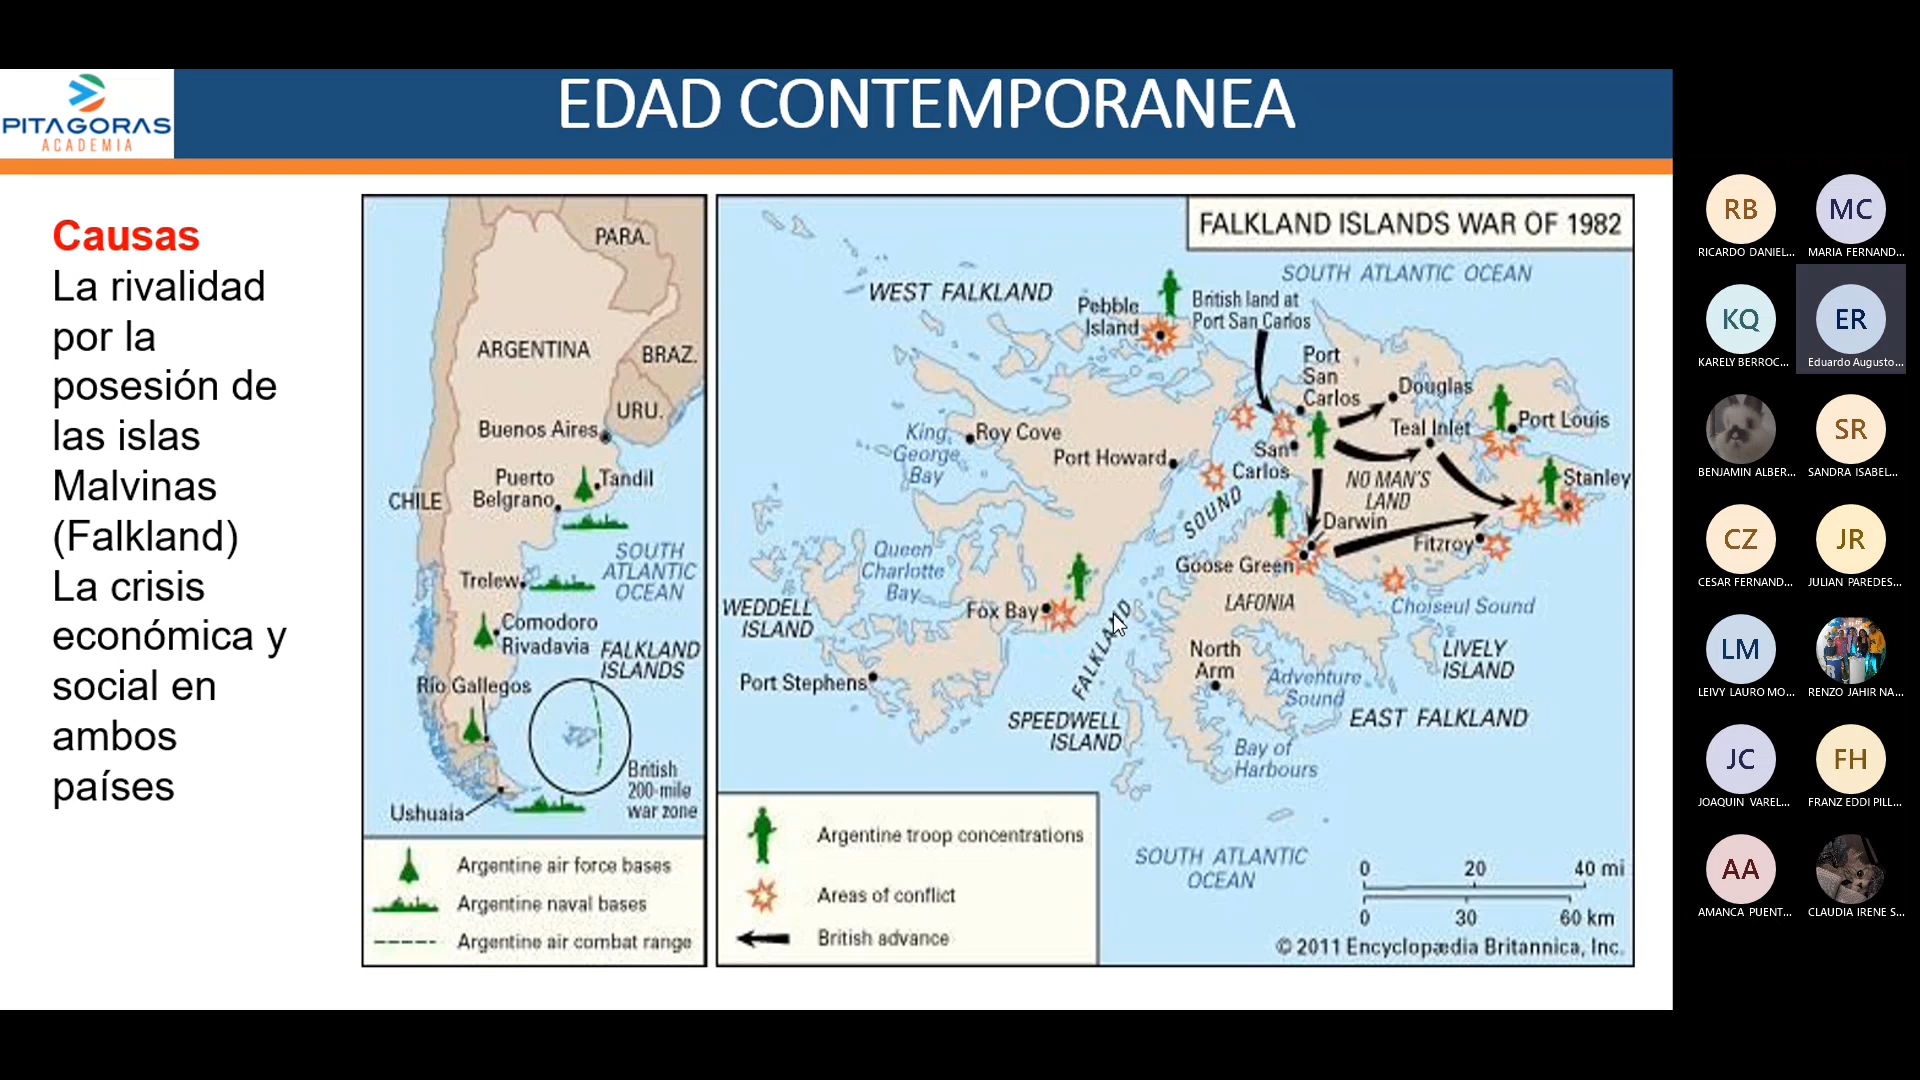 PITAGORAS
ACADEMIA
EDAD CONTEMPORANEA
Causas
La rivalidad
por la
posesión de
las islas
Malvinas
(Falkland)
La crisis
económica y
social en
ambos
países
PARA.
ARGENTINA
BRAZ.
URU.
Buenos Aires
Puerto
Belgrano
Tandil
CHILE
SOUTH
ATLANTIC
OCEAN
Trelew
Comodoro
Rivadavia
FALKLAND
ISLANDS
Río Gallegos
British
200-mile
war zone
Ushuaia
Argentine air force bases
Argentine naval bases
Argentine air combat range
FALKLAND ISLANDS WAR OF 1982
SOUTH ATLANTIC OCEAN
WEST FALKLAND
Pebble
Island
British land at
Port San Carlos
Port
San
Carlos
Douglas
Teal Inlet
Port Louis
King
George
Bay
Roy Cove
Port Howard
San
Carlos
NO MAN'S
LAND
Stanley
SOUND
Darwin
Fitzroy
Queen
Charlotte
Bay
Goose Green
WEDDELL
ISLAND
Fox Bay
FALKLAND
LAFONIA
Choiseul Sound
North
Arm
LIVELY
ISLAND
Port Stephens
Adventure
Sound
SPEEDWELL
ISLAND
EAST FALKLAND
Bay of
Harbours
Argentine troop concentrations
Areas of conflict
British advance
SOUTH ATLANTIC
OCEAN
0 20 40 mi
0 30 60 km
© 2011 Encyclopædia Britannica, Inc.
RB
RICARDO DANIEL...
MC
MARIA FERNAND...
KQ
KARELY BERROC...
ER
Eduardo Augusto...
BENJAMIN ALBER...
SR
SANDRA ISABEL...
CZ
CESAR FERNAND...
JR
JULIAN PAREDES...
LM
LEIVY LAURO MO...
RENZO JAHIR NA...
JC
JOAQUIN VAREL...
FH
FRANZ EDDI PILL...
AA
AMANCA PUENT...
CLAUDIA IRENE S...